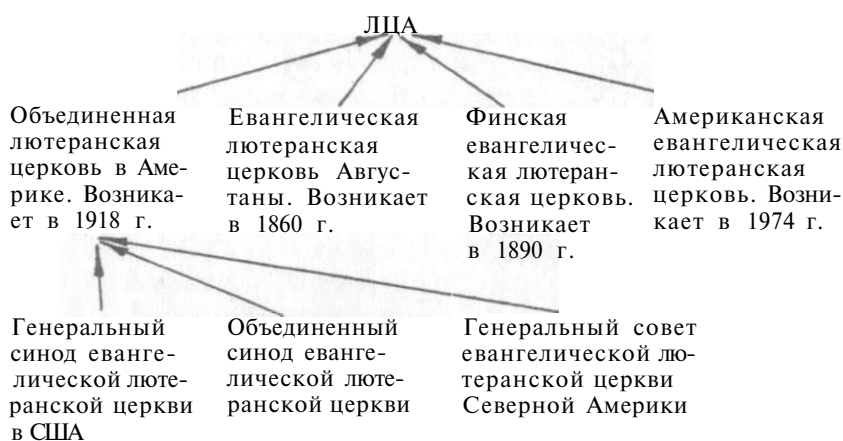 ЛЦА
Объединенная
лютеранская
церковь в Аме-
рике. Возника-
ет в 1918 г.
Евангелическая
лютеранская
церковь Авгус-
таны. Возникает
в 1860 г.
Финская
евангеличес-
кая лютеран-
ская церковь.
Возникает
в 1890 г.
Американская
евангелическая
лютеранская
церковь. Возни-
кает в 1974 г.
Генеральный
синод еванге-
лической люте-
ранской церкви
в США
Объединенный
синод еванге-
лической люте-
ранской церкви
Генеральный совет
евангелической лю-
теранской церкви
Северной Америки